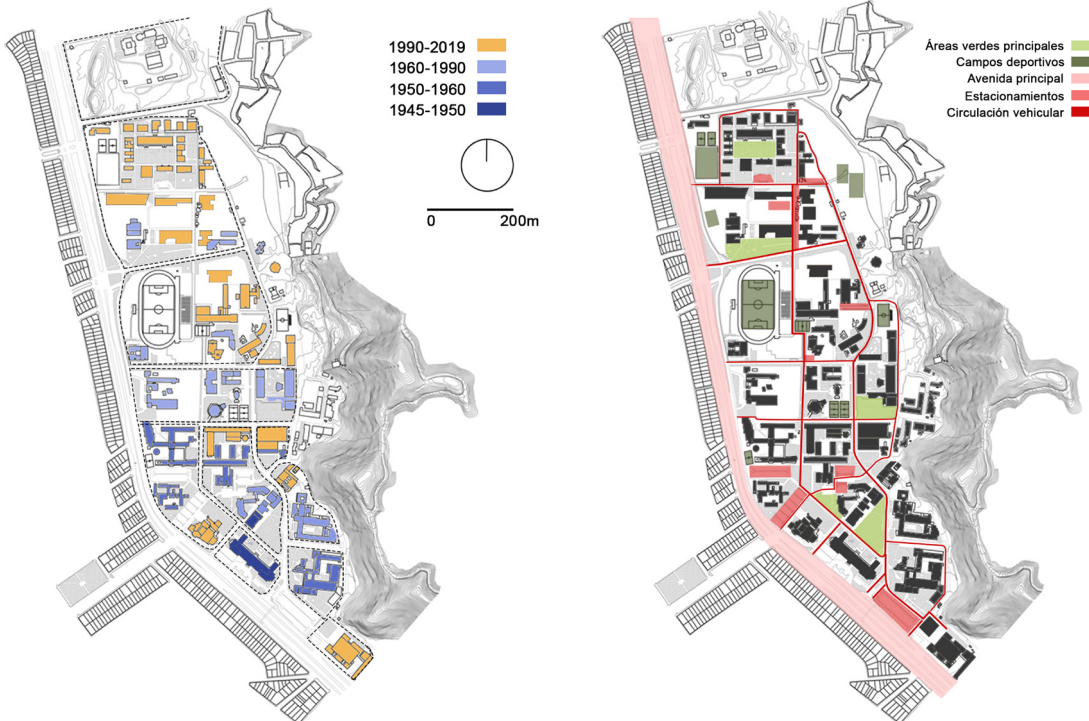 1990-2019
1960-1990
1950-1960
1945-1950
0 200m
Áreas verdes principales
Campos deportivos
Avenida principal
Estacionamientos
Circulación vehicular